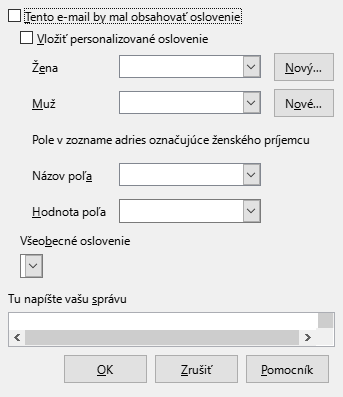 Tento e-mail by mal obsahovať oslovenie
Vložiť personalizované oslovenie
Žena
Nový...
Muž
Nové...
Pole v zozname adries označujúce ženského príjemcu
Názov poľa
Hodnota poľa
Všeobecné oslovenie
Tu napíšte vašu správu
OK Zrušiť Pomocník